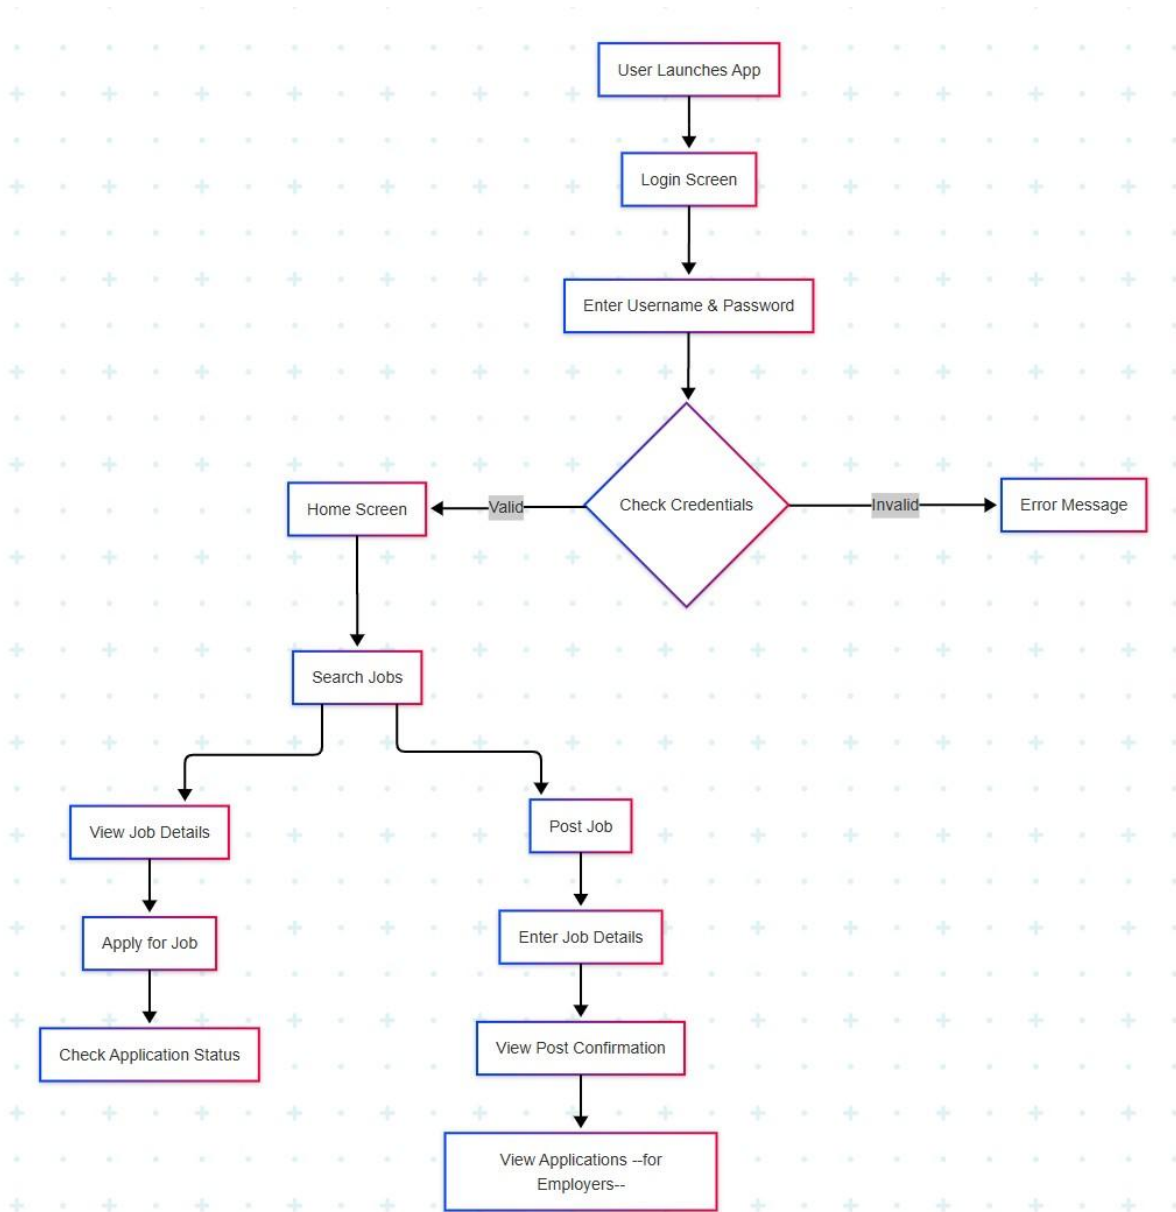 User Launches App
Login Screen
Enter Username & Password
Check Credentials
Valid
Invalid
Home Screen
Error Message
Search Jobs
View Job Details
Post Job
Apply for Job
Enter Job Details
Check Application Status
View Post Confirmation
View Applications --for
Employers--